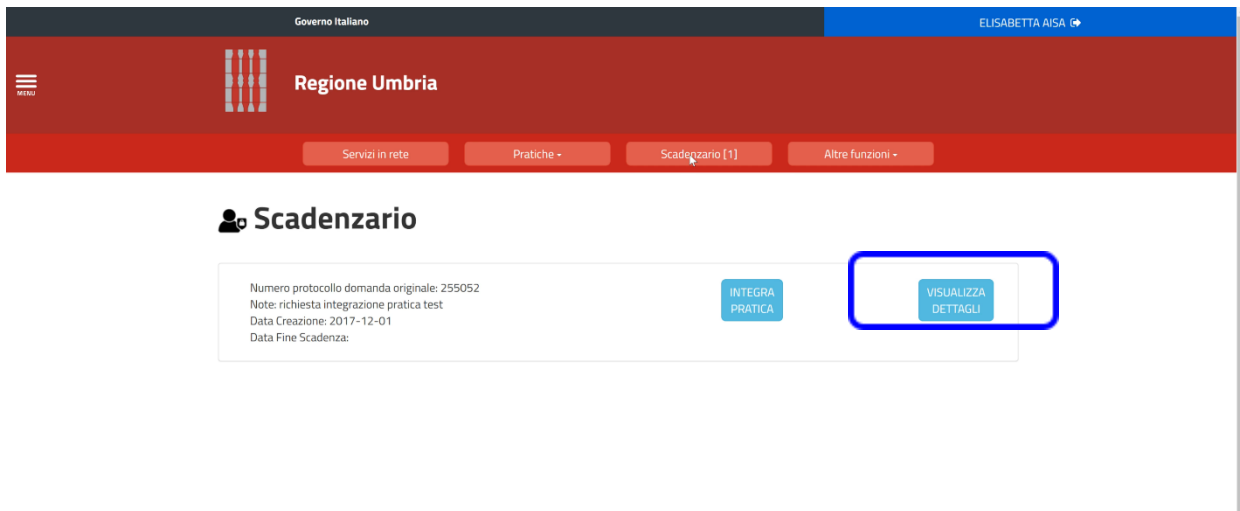 Governo Italiano
ELISABETTA AISA
MENU
Regione Umbria
Servizi in rete
Pratiche
Scadenzario [1]
Altre funzioni
Scadenzario
Numero protocollo domanda originale: 255052
Note: richiesta integrazione pratica test
Data Creazione: 2017-12-01
Data Fine Scadenza:
INTEGRA
PRATICA
VISUALIZZA
DETTAGLI